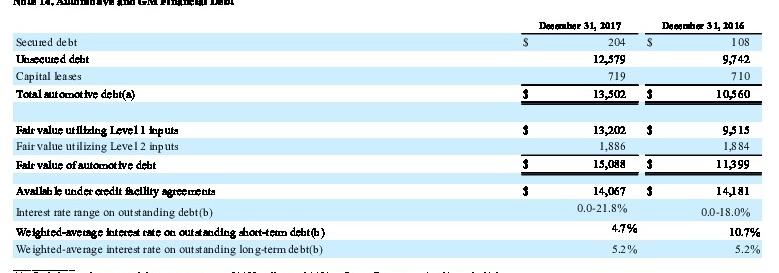 Note 14. Automotive and GM Financial Debt
December 31, 2017 December 31, 2016
Secured debt $ 204 $ 108
Unsecured debt 12,579 9,742
Capital leases 719 710
Total automotive debt(a) $ 13,502 $ 10,560
Fair value utilizing Level 1 inputs $ 13,202 $ 9,515
Fair value utilizing Level 2 inputs 1,886 1,884
Fair value of automotive debt $ 15,088 $ 11,399
Available under credit facility agreements $ 14,067 $ 14,181
Interest rate range on outstanding debt(b) 0.0-21.8% 0.0-18.0%
Weighted-average interest rate on outstanding short-term debt(b) 4.7% 10.7%
Weighted-average interest rate on outstanding long-term debt(b) 5.2% 5.2%